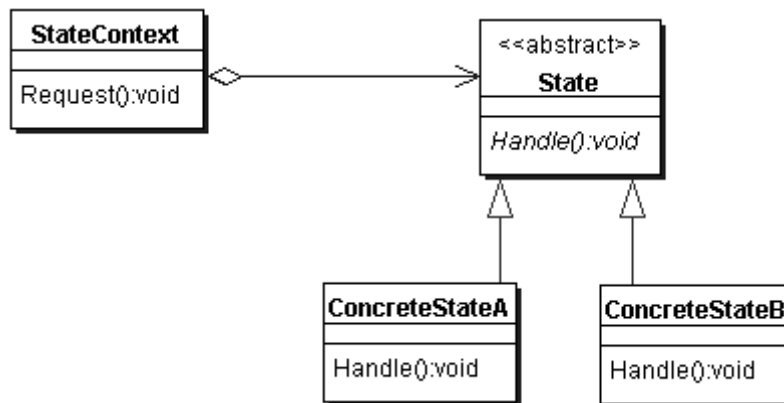 StateContext
Request():void
<<abstract>>
State
Handle():void
ConcreteStateA
Handle():void
ConcreteStateB
Handle():void